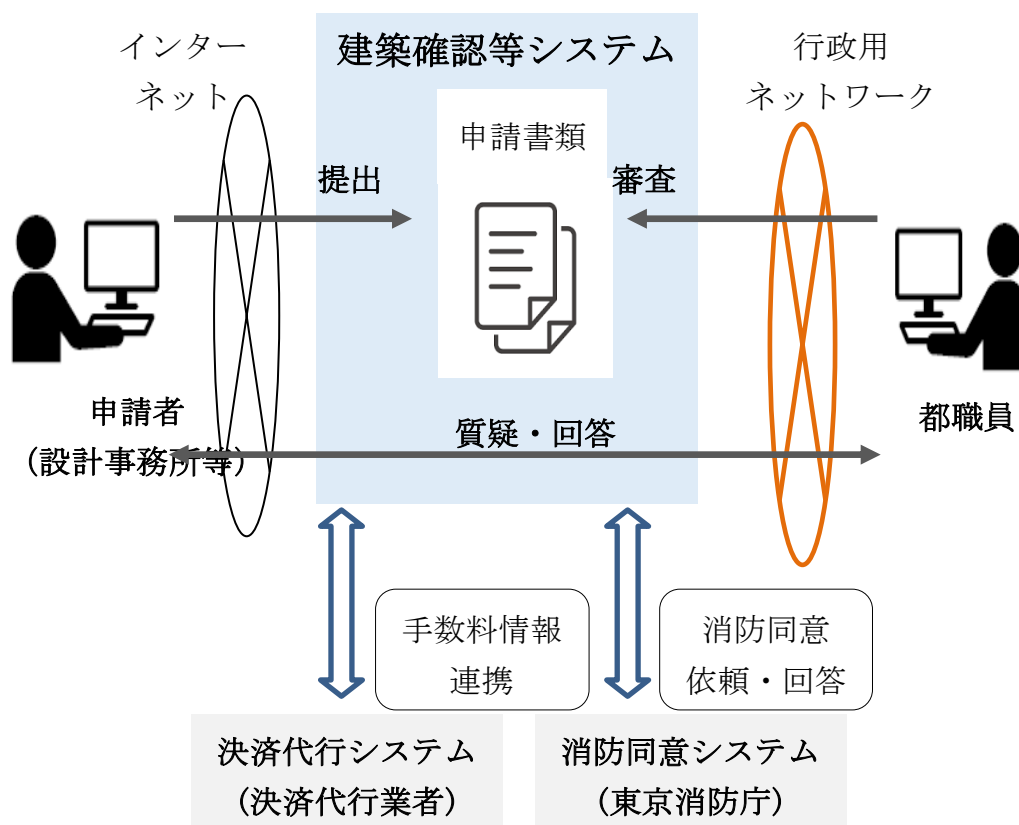 インター
ネット
建築確認等システム
行政用
ネットワーク
申請書類
提出
審査
申請者
（設計事務所等）
質疑・回答
都職員
手数料情報
連携
消防同意
依頼・回答
決済代行システム
（決済代行業者）
消防同意システム
（東京消防庁）